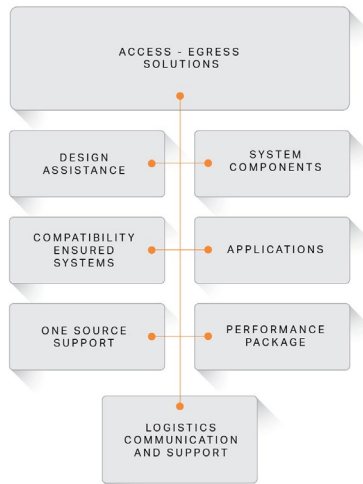 ACCESS - EGRESS
SOLUTIONS
DESIGN
ASSISTANCE
SYSTEM
COMPONENTS
COMPATIBILITY
ENSURED
SYSTEMS
APPLICATIONS
ONE SOURCE
SUPPORT
PERFORMANCE
PACKAGE
LOGISTICS
COMMUNICATION
AND SUPPORT